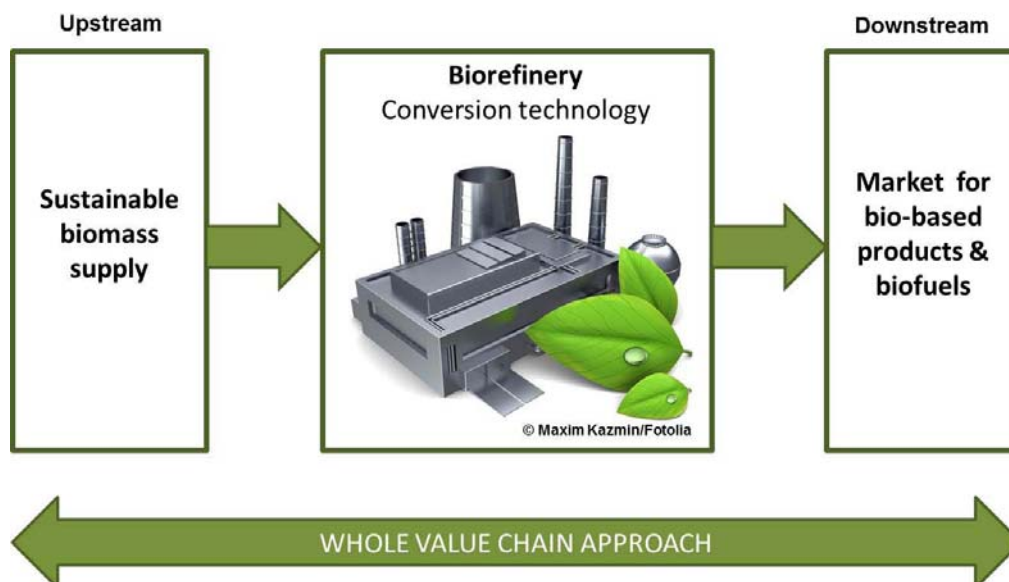 Upstream
Downstream
Sustainable
biomass
supply
Biorefinery
Conversion technology
© Maxim Kazmin/Fotolia
Market for
bio-based
products &
biofuels
WHOLE VALUE CHAIN APPROACH